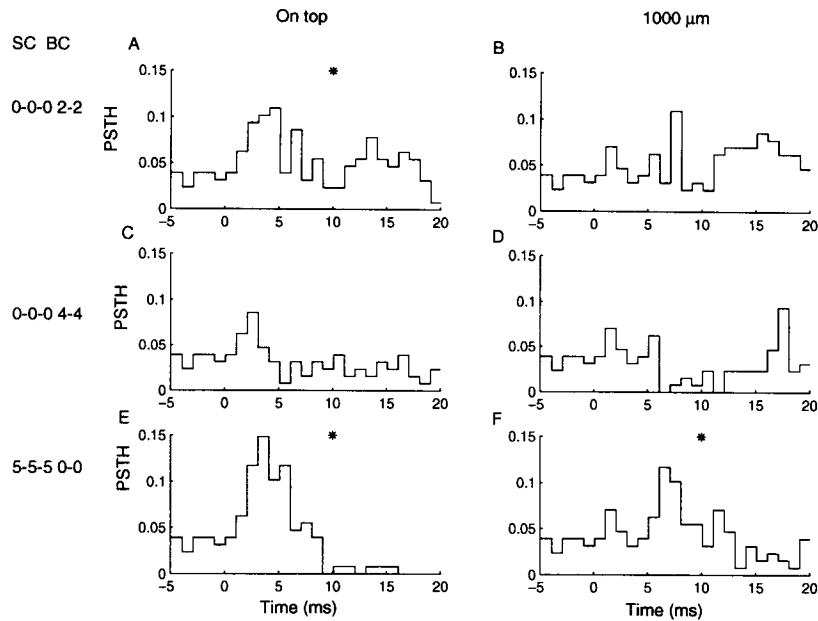 On top 1000 µm
SC BC A B
0.15 * 0.15
0-0-0 2-2
0.1 0.1
PSTH
0.05 0.05
0 0
−5 0 5 10 15 20 −5 0 5 10 15 20
C D
0.15 0.15
0-0-0 4-4
0.1 0.1
PSTH
0.05 0.05
0 0
−5 0 5 10 15 20 −5 0 5 10 15 20
E F
0.15 * 0.15 *
5-5-5 0-0
0.1 0.1
PSTH
0.05 0.05
0 0
−5 0 5 10 15 20 −5 0 5 10 15 20
Time (ms) Time (ms)